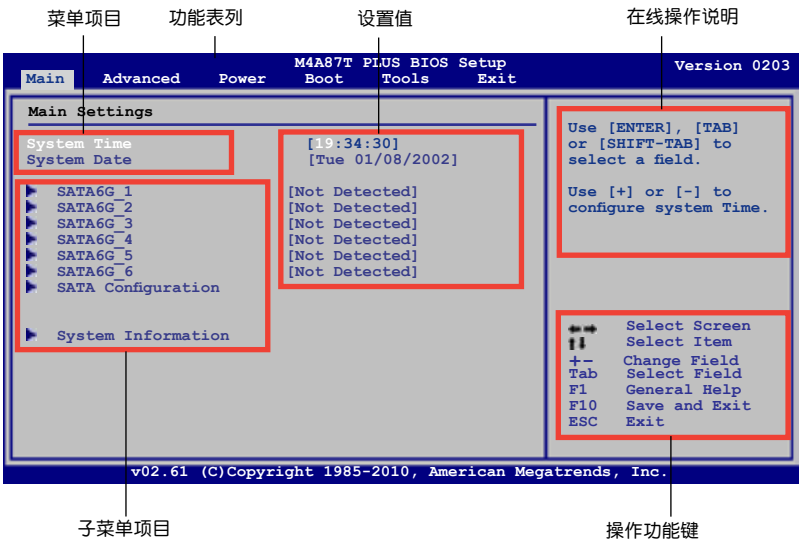 菜单项目 功能表列 设置值 在线操作说明
M4A87T PLUS BIOS Setup Version 0203
Main Advanced Power Boot Tools Exit
Main Settings
System Time [19:34:30]
System Date [Tue 01/08/2002]
SATA6G_1 [Not Detected]
SATA6G_2 [Not Detected]
SATA6G_3 [Not Detected]
SATA6G_4 [Not Detected]
SATA6G_5 [Not Detected]
SATA6G_6 [Not Detected]
SATA Configuration
System Information
Use [ENTER], [TAB]
or [SHIFT-TAB] to
select a field.
Use [+] or [-] to
configure system Time.
←→ Select Screen
↑↓ Select Item
+- Change Field
Tab Select Field
F1 General Help
F10 Save and Exit
ESC Exit
v02.61 (C)Copyright 1985-2010, American Megatrends, Inc.
子菜单项目 操作功能键